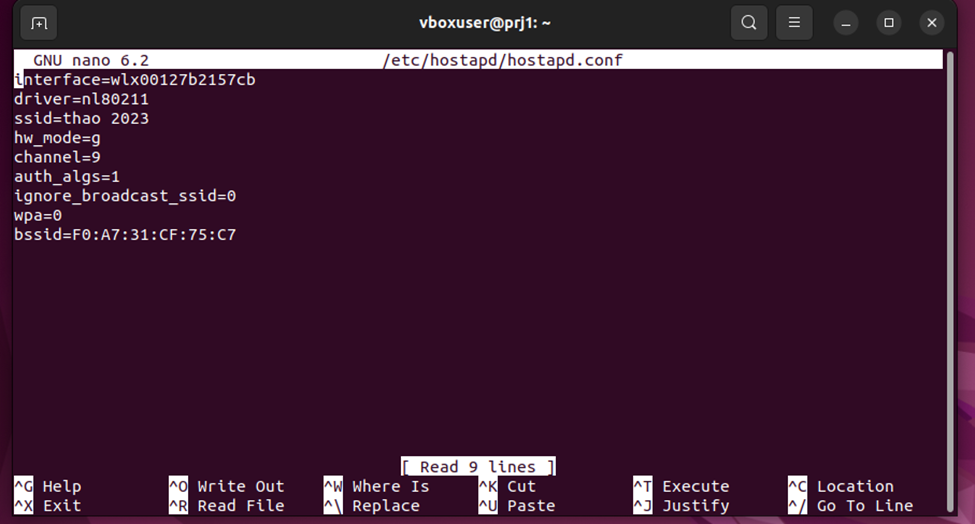 vboxuser@prj1: ~
GNU nano 6.2 /etc/hostapd/hostapd.conf
interface=wlx00127b2157cb
driver=nl80211
ssid=thao 2023
hw_mode=g
channel=9
auth_algs=1
ignore_broadcast_ssid=0
wpa=0
bssid=F0:A7:31:CF:75:C7
[ Read 9 lines ]
^G Help ^O Write Out ^W Where Is ^K Cut ^T Execute ^C Location
^X Exit ^R Read File ^\ Replace ^U Paste ^J Justify ^/ Go To Line